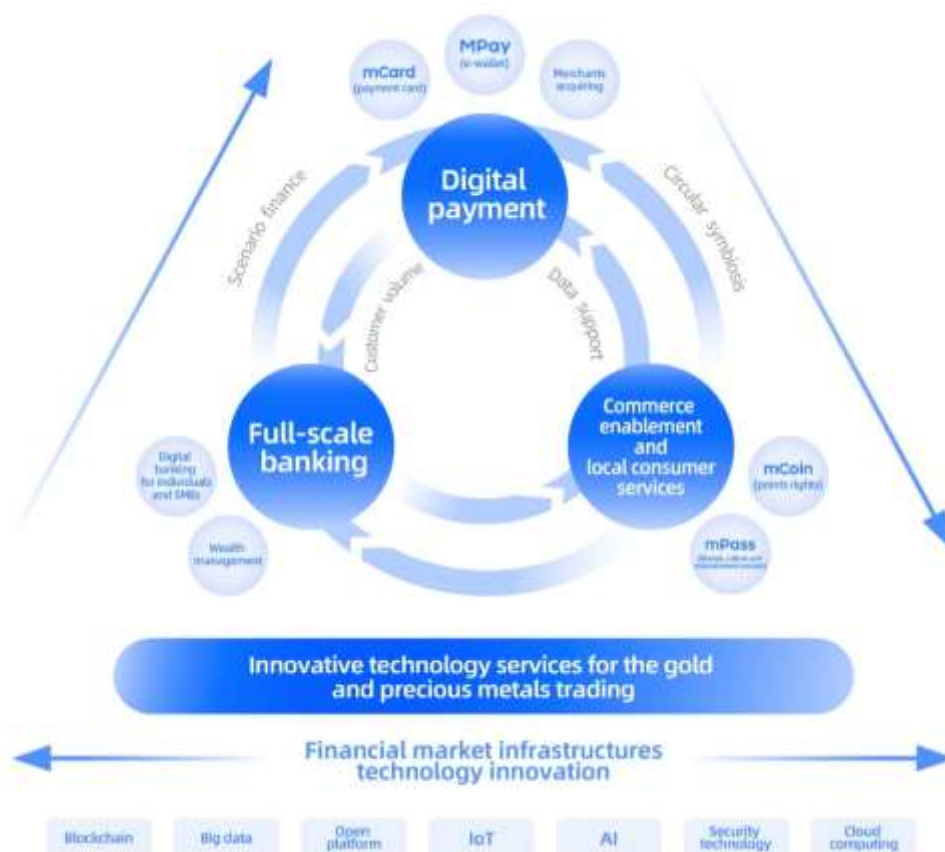 MPay
(e-wallet)
mCard
(payment card)
Merchants
acquiring
Digital
payment
Scenario finance
Circular symbiosis
Customer volume
Data support
Full-scale
banking
Commerce
enablement
and
local consumer
services
Digital
banking
for individuals
and SMEs
Wealth
management
mCoin
(points rights)
mPass
Innovative technology services for the gold
and precious metals trading
Financial market infrastructures
technology innovation
Blockchain
Big data
Open
platform
IoT
AI
Security
technology
Cloud
computing